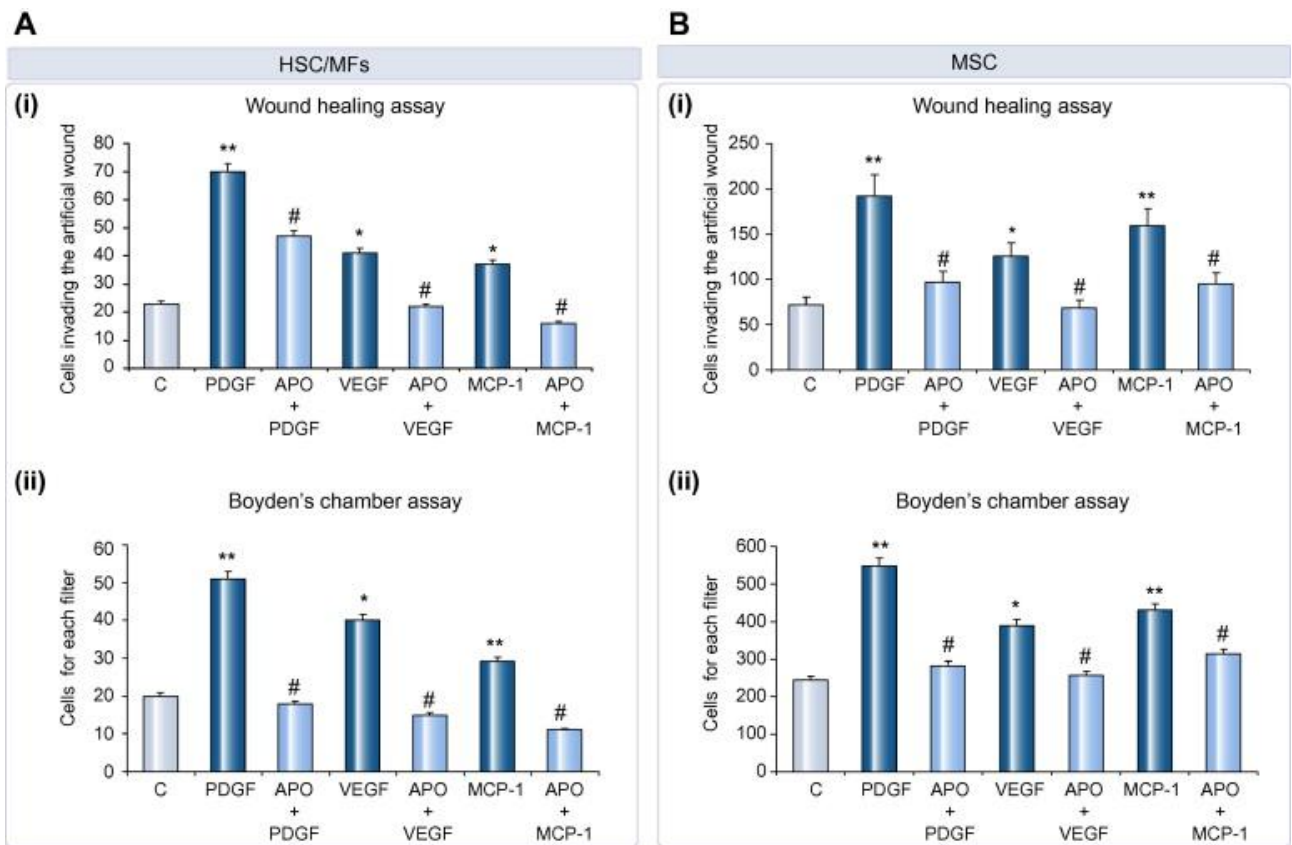 A
HSC/MFs
(i)
Wound healing assay
Cells invading the artificial wound
80
70
60
50
40
30
20
10
0
**
#
*
#
*
#
C PDGF APO VEGF APO MCP-1 APO
+ + +
PDGF VEGF MCP-1
(ii)
Boyden's chamber assay
Cells for each filter
60
50
40
30
20
10
0
**
#
*
#
**
#
C PDGF APO VEGF APO MCP-1 APO
+ + +
PDGF VEGF MCP-1
B
MSC
(i)
Wound healing assay
Cells invading the artificial wound
250
200
150
100
50
0
**
#
*
#
**
#
C PDGF APO VEGF APO MCP-1 APO
+ + +
PDGF VEGF MCP-1
(ii)
Boyden's chamber assay
Cells for each filter
600
500
400
300
200
400
0
**
#
*
#
**
#
C PDGF APO VEGF APO MCP-1 APO
+ + +
PDGF VEGF MCP-1